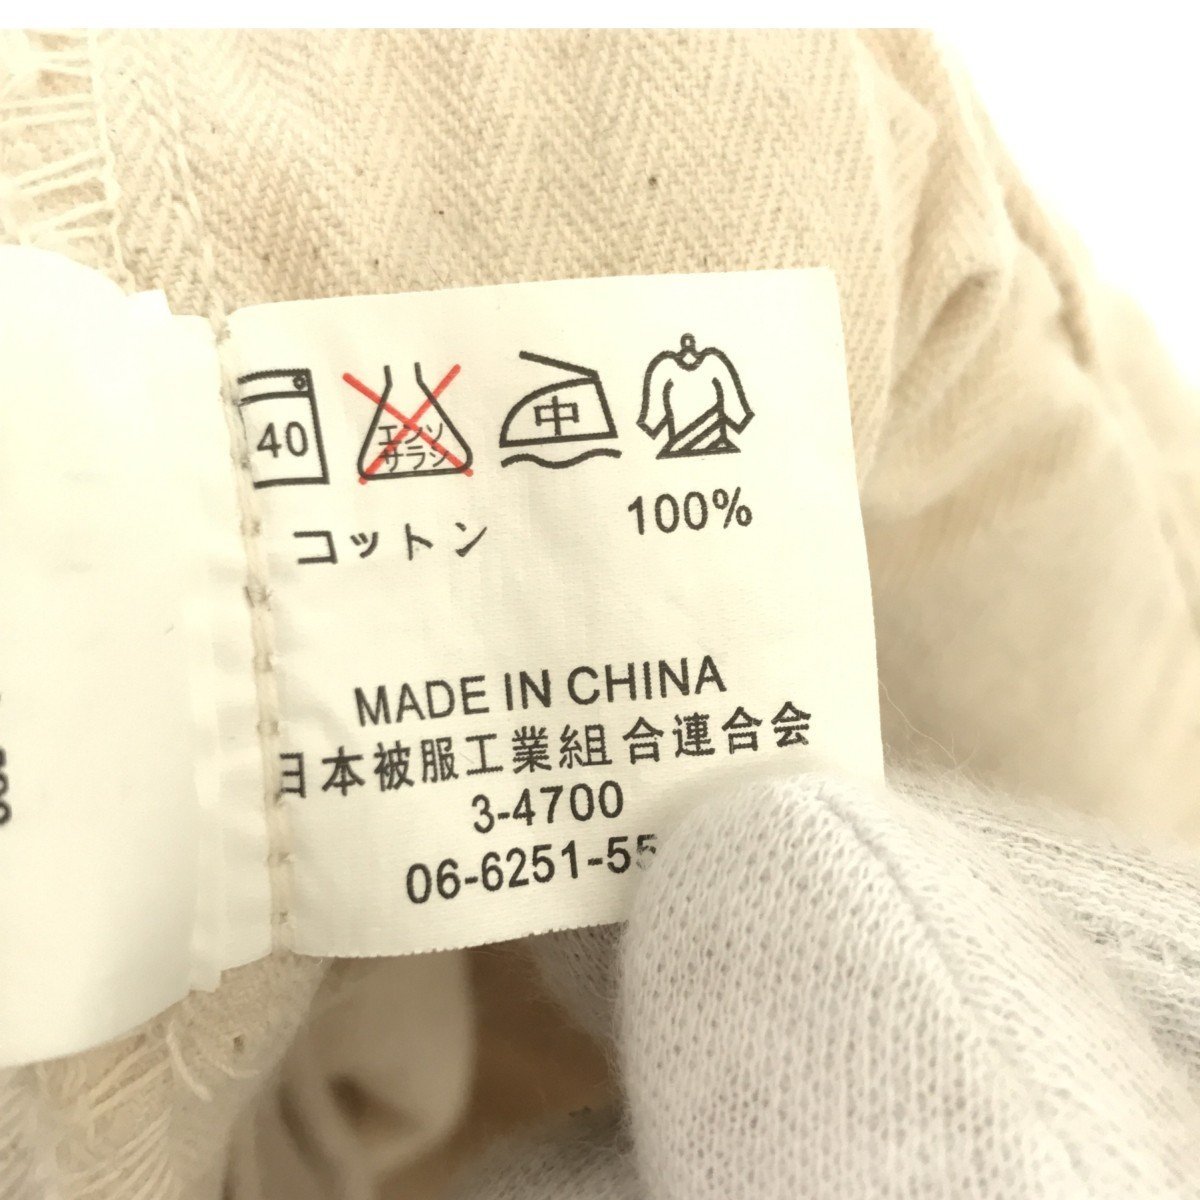 40
エンソ
サラシ
中
コットン 100%
MADE IN CHINA
日本被服工業組合連合会
3-4700
06-6251-55